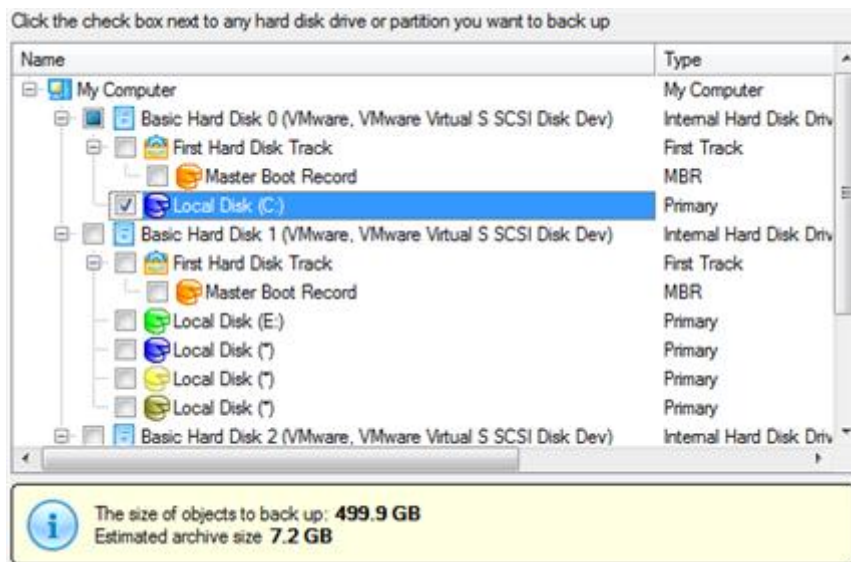 Click the check box next to any hard disk drive or partition you want to back up
Name Type
My Computer My Computer
Basic Hard Disk 0 (VMware, VMware Virtual S SCSI Disk Dev) Internal Hard Disk Driv
First Hard Disk Track First Track
Master Boot Record MBR
Local Disk (C:) Primary
Basic Hard Disk 1 (VMware, VMware Virtual S SCSI Disk Dev) Internal Hard Disk Driv
First Hard Disk Track First Track
Master Boot Record MBR
Local Disk (E:) Primary
Local Disk (*) Primary
Local Disk (*) Primary
Local Disk (*) Primary
Basic Hard Disk 2 (VMware, VMware Virtual S SCSI Disk Dev) Internal Hard Disk Driv
The size of objects to back up: 499.9 GB
Estimated archive size 7.2 GB